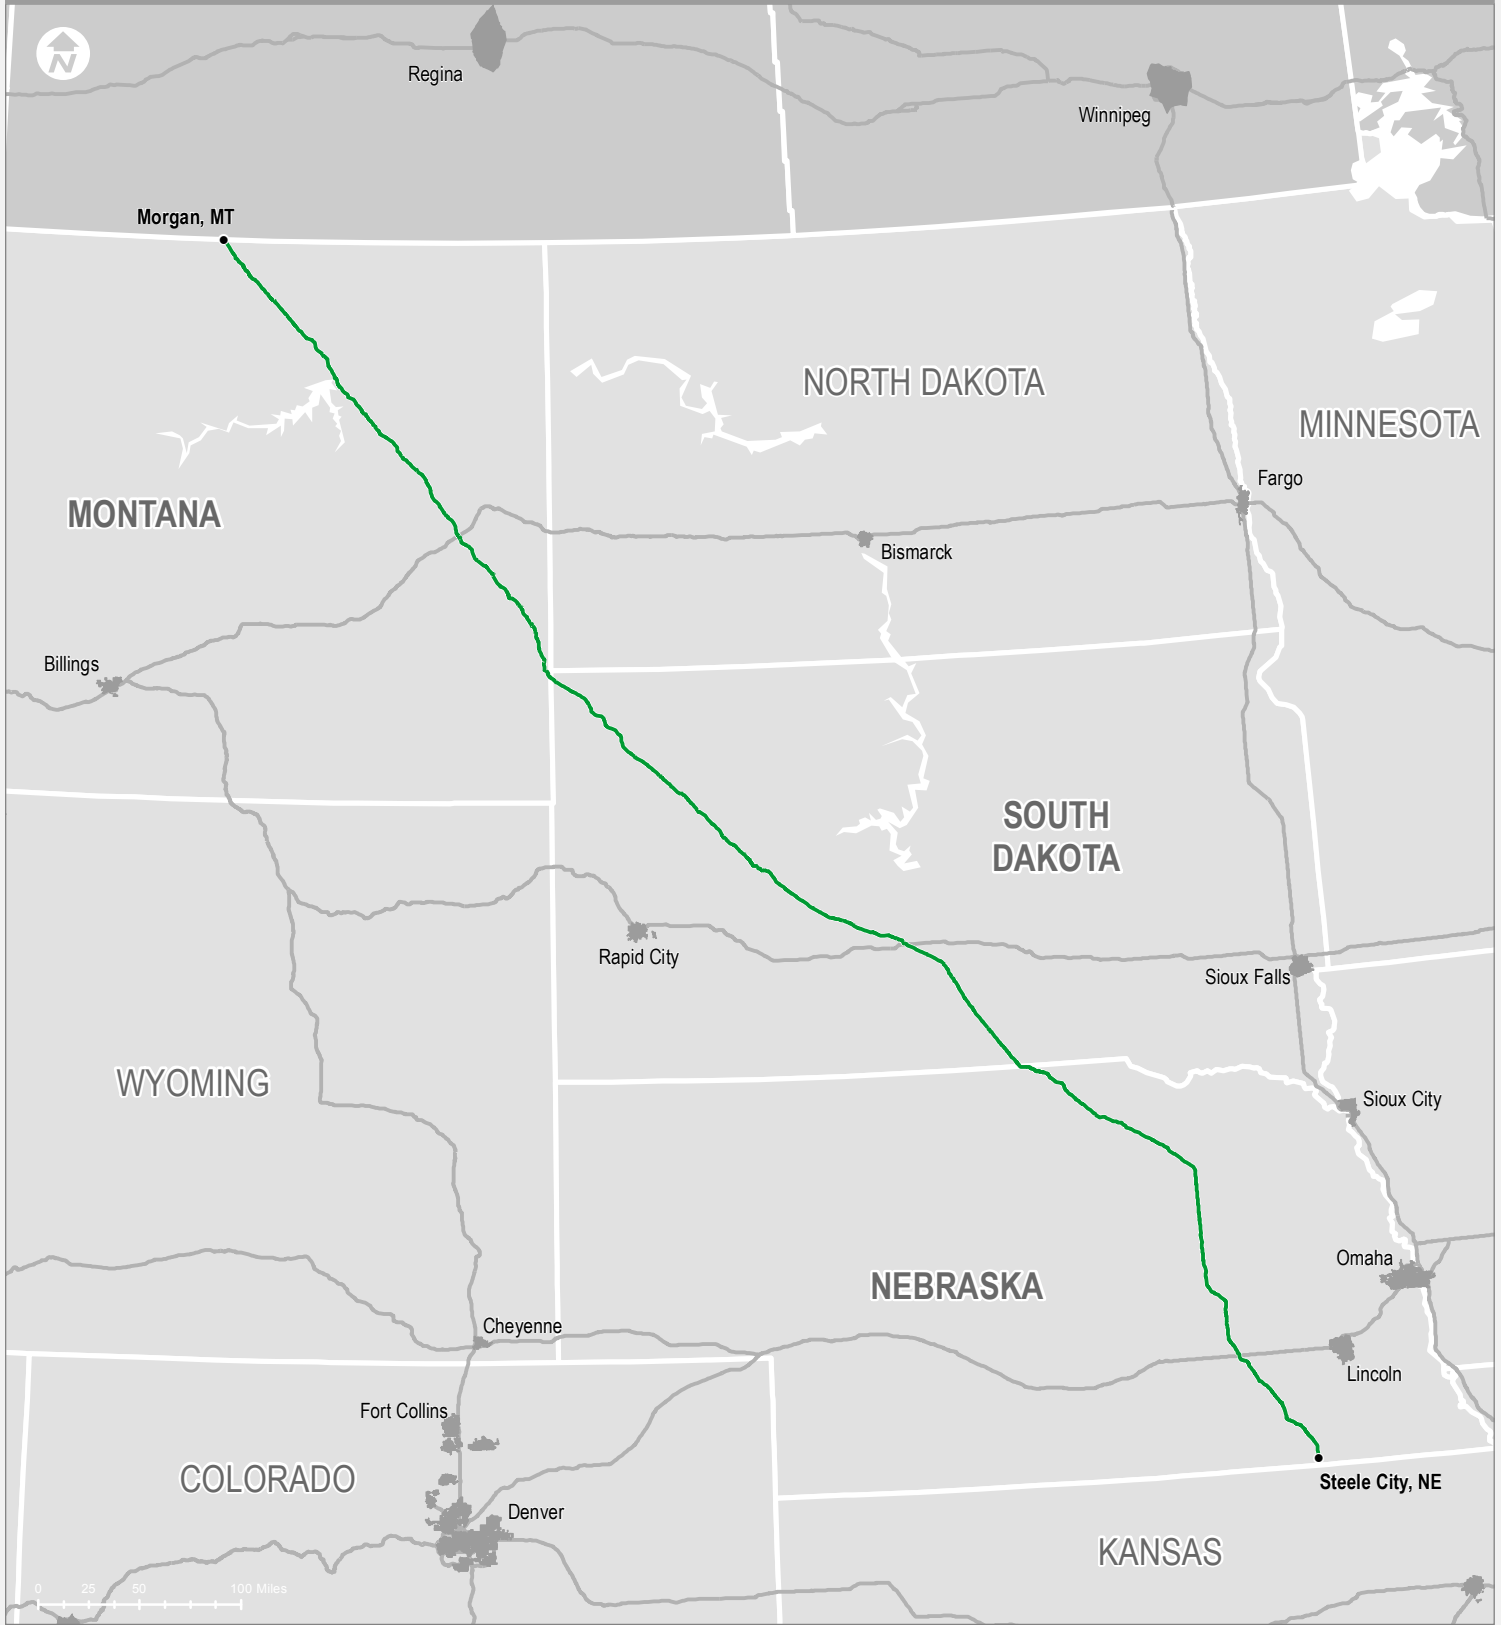 N
Regina
Winnipeg
Morgan, MT
NORTH DAKOTA
MINNESOTA
Fargo
MONTANA
Bismarck
Billings
SOUTH
DAKOTA
Rapid City
Sioux Falls
WYOMING
Sioux City
Omaha
NEBRASKA
Cheyenne
Lincoln
Fort Collins
COLORADO
Steele City, NE
Denver
KANSAS
0 25 50 100 Miles